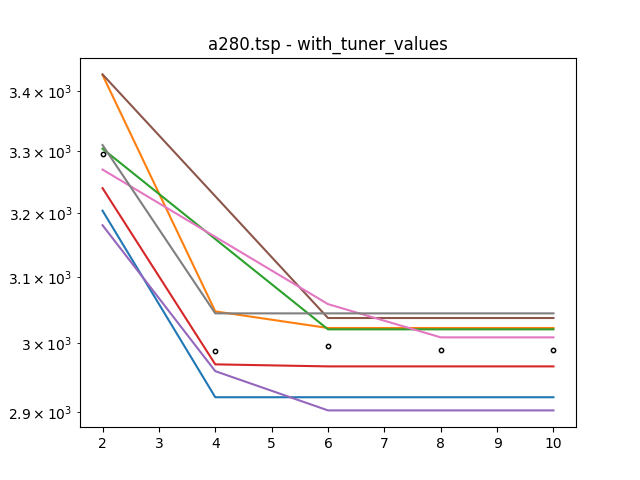 a280.tsp - with_tuner_values
3.4 × 10³
3.3 × 10³
3.2 × 10³
3.1 × 10³
3 × 10³
2.9 × 10³
2 3 4 5 6 7 8 9 10